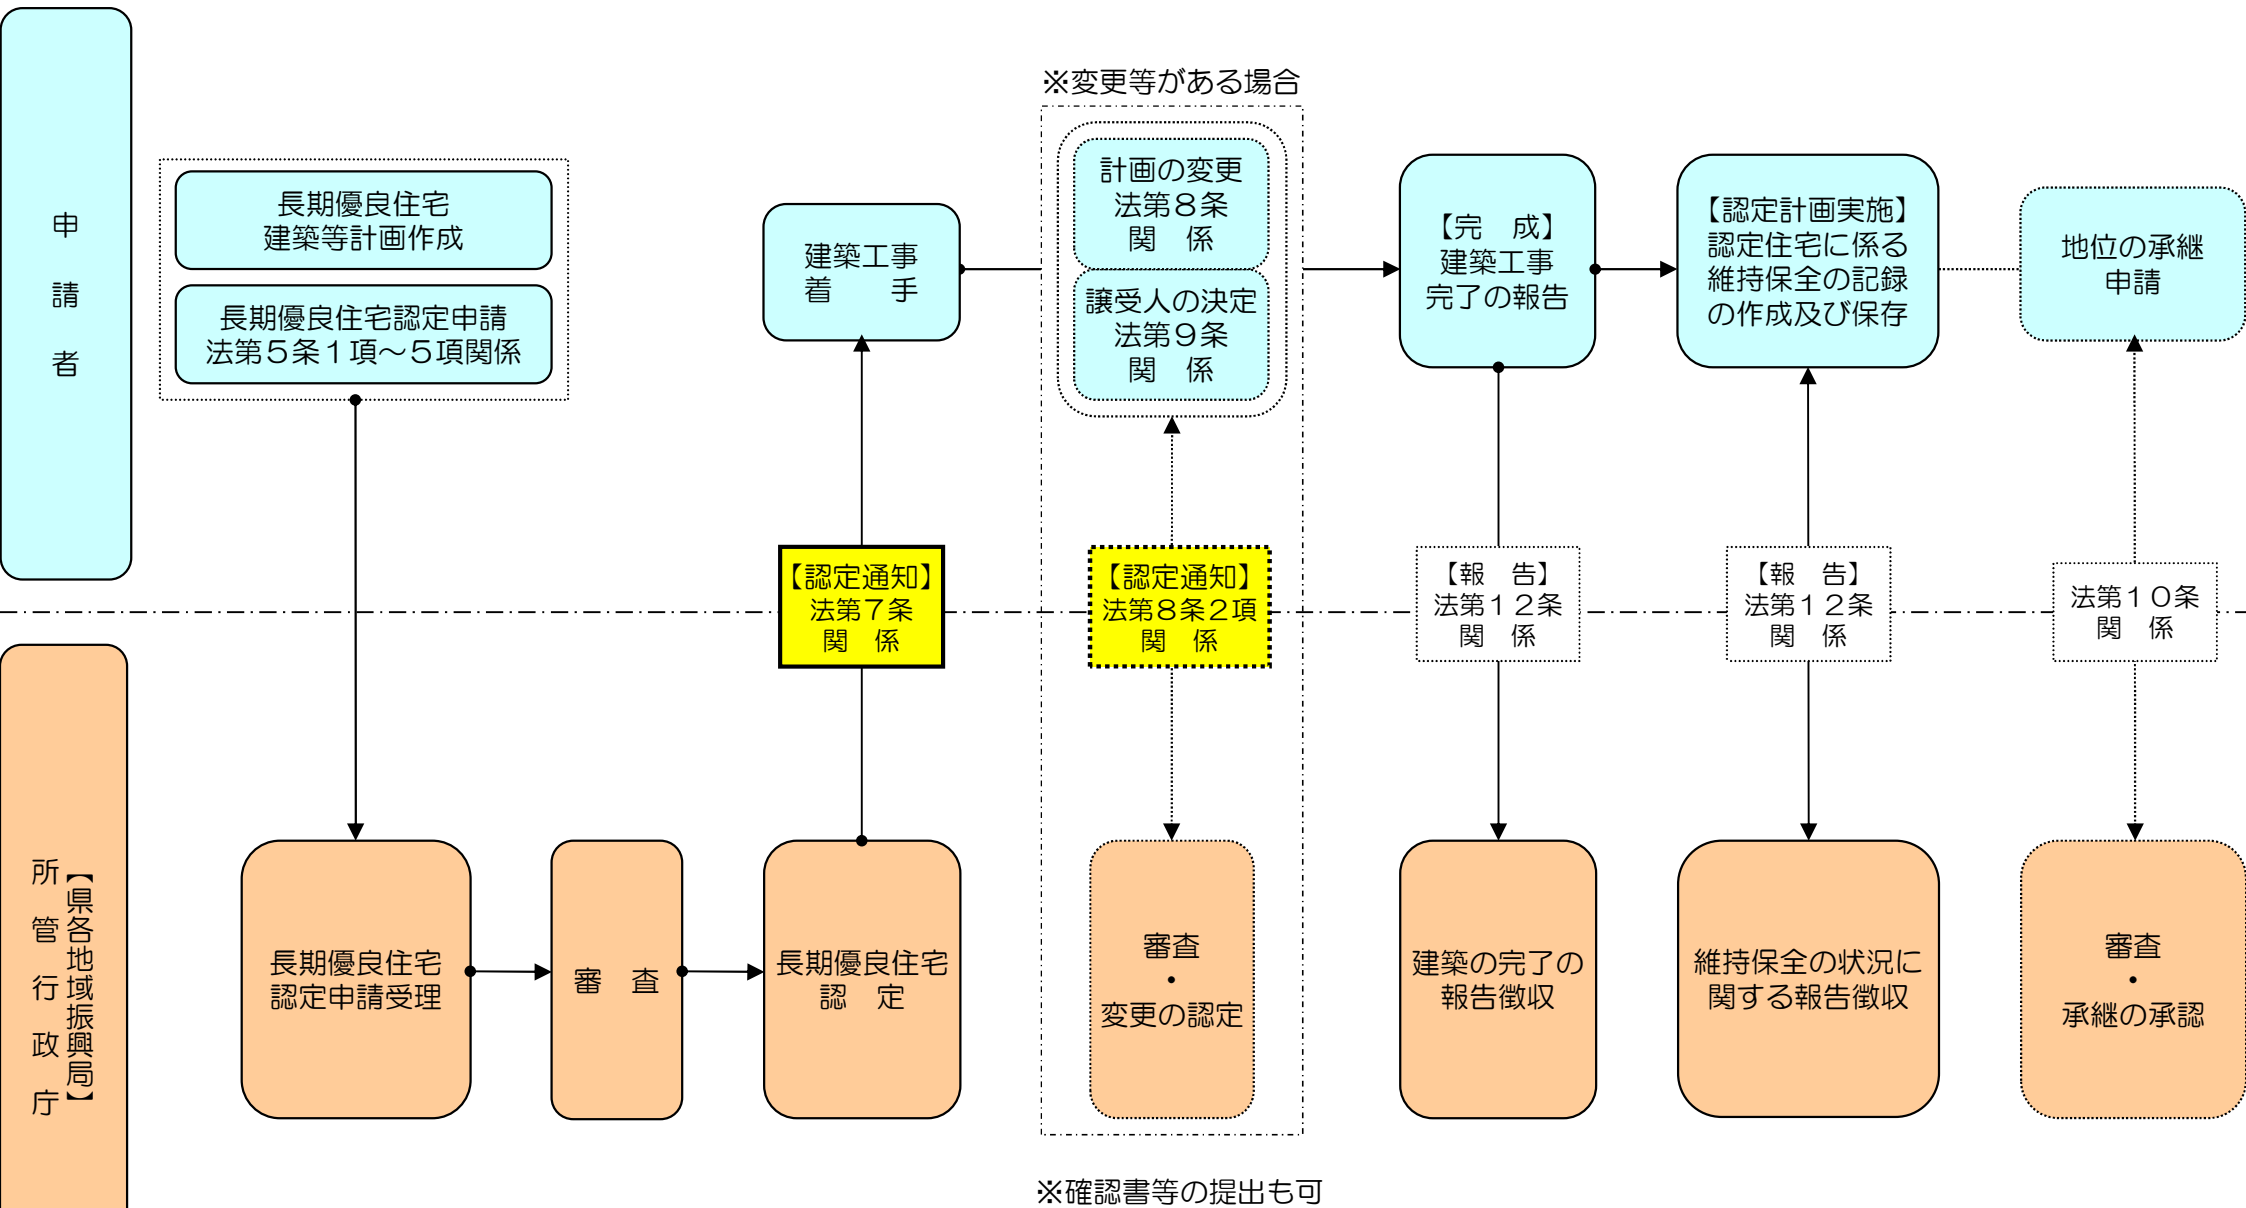 申
請
者
長期優良住宅
建築等計画作成
長期優良住宅認定申請
法第５条１項～５項関係
建築工事
着　　手
※変更等がある場合
計画の変更
法第８条
関　係
譲受人の決定
法第９条
関　係
【完　成】
建築工事
完了の報告
【認定計画実施】
認定住宅に係る
維持保全の記録
の作成及び保存
地位の承継
申請
【認定通知】
法第７条
関　係
【認定通知】
法第８条２項
関　係
【報　告】
法第１２条
関　係
【報　告】
法第１２条
関　係
法第１０条
関　係
所管行政庁
【県各地域振興局】
長期優良住宅
認定申請受理
審　査
長期優良住宅
認　定
審査
・
変更の認定
建築の完了の
報告徴収
維持保全の状況に
関する報告徴収
審査
・
承継の承認
※確認書等の提出も可